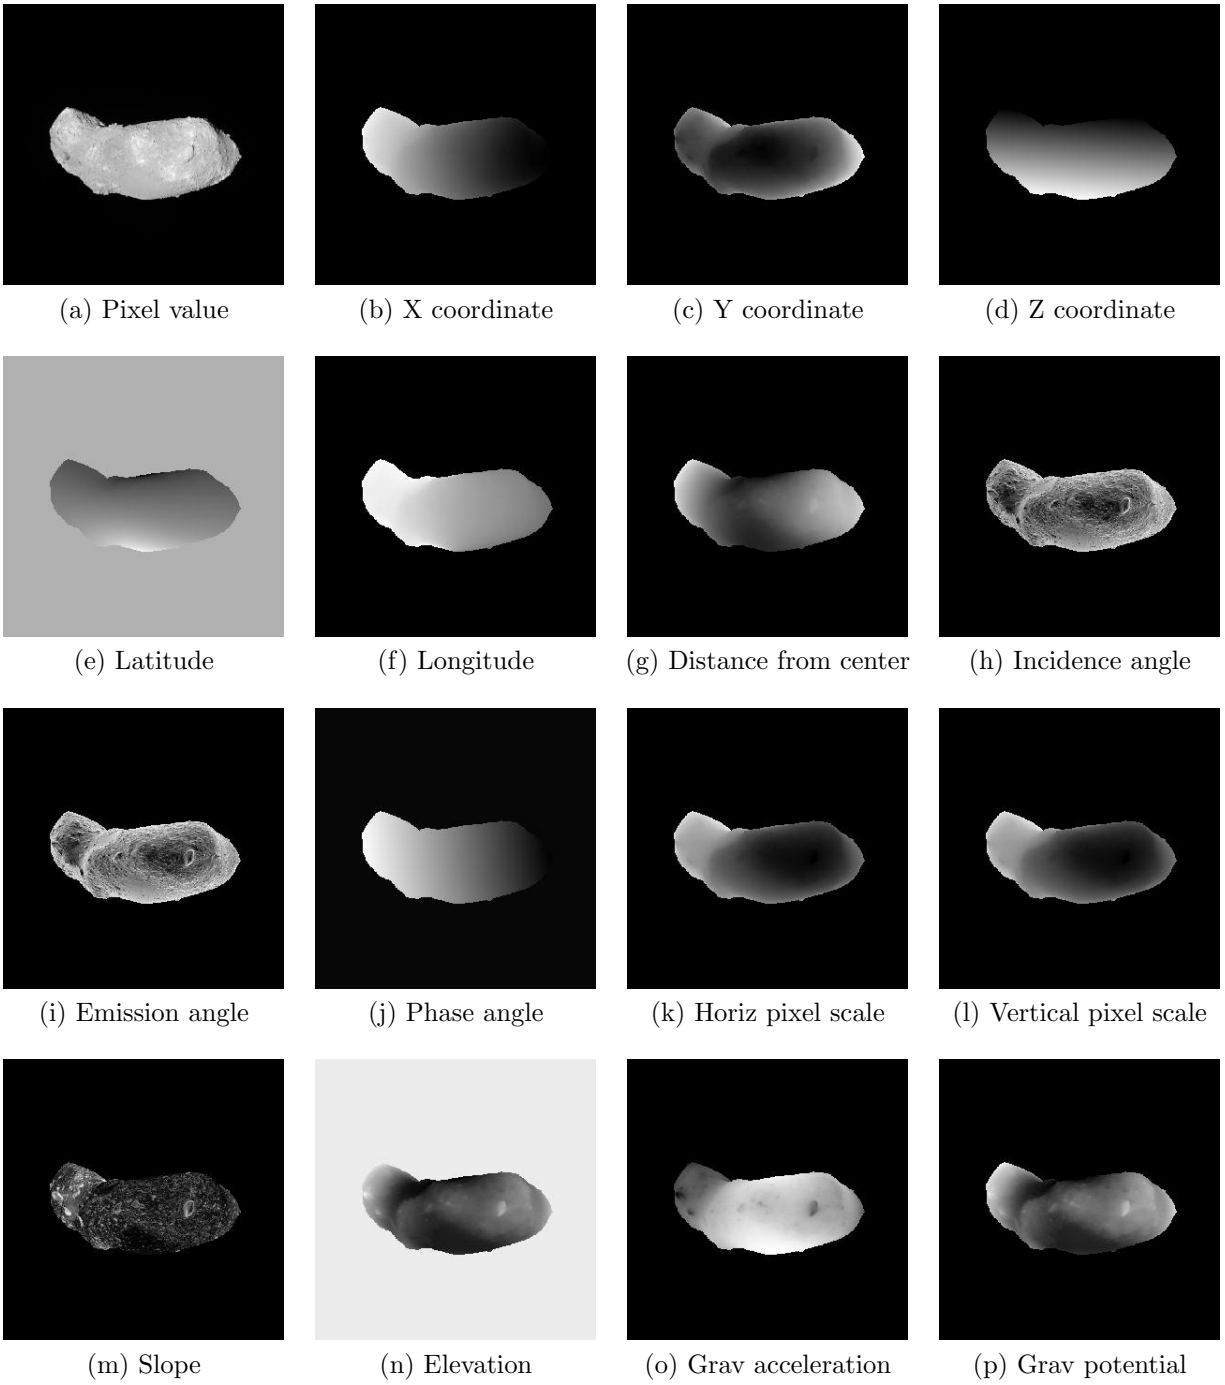 (a) Pixel value
(b) X coordinate
(c) Y coordinate
(d) Z coordinate
(e) Latitude
(f) Longitude
(g) Distance from center
(h) Incidence angle
(i) Emission angle
(j) Phase angle
(k) Horiz pixel scale
(l) Vertical pixel scale
(m) Slope
(n) Elevation
(o) Grav acceleration
(p) Grav potential